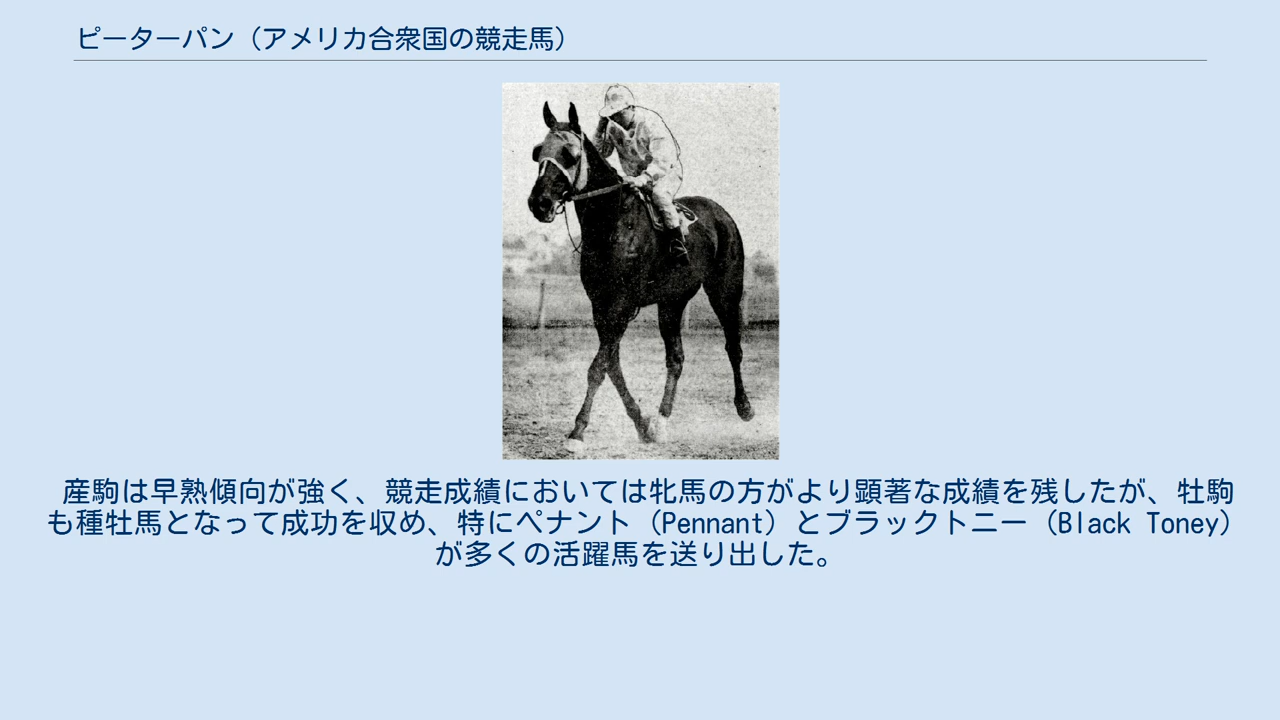 ピーターパン（アメリカ合衆国の競走馬）
産駒は早熟傾向が強く、競走成績においては牝馬の方がより顕著な成績を残したが、牡駒
も種牡馬となって成功を収め、特にペナント（Pennant）とブラックトニー（Black Toney）
が多くの活躍馬を送り出した。